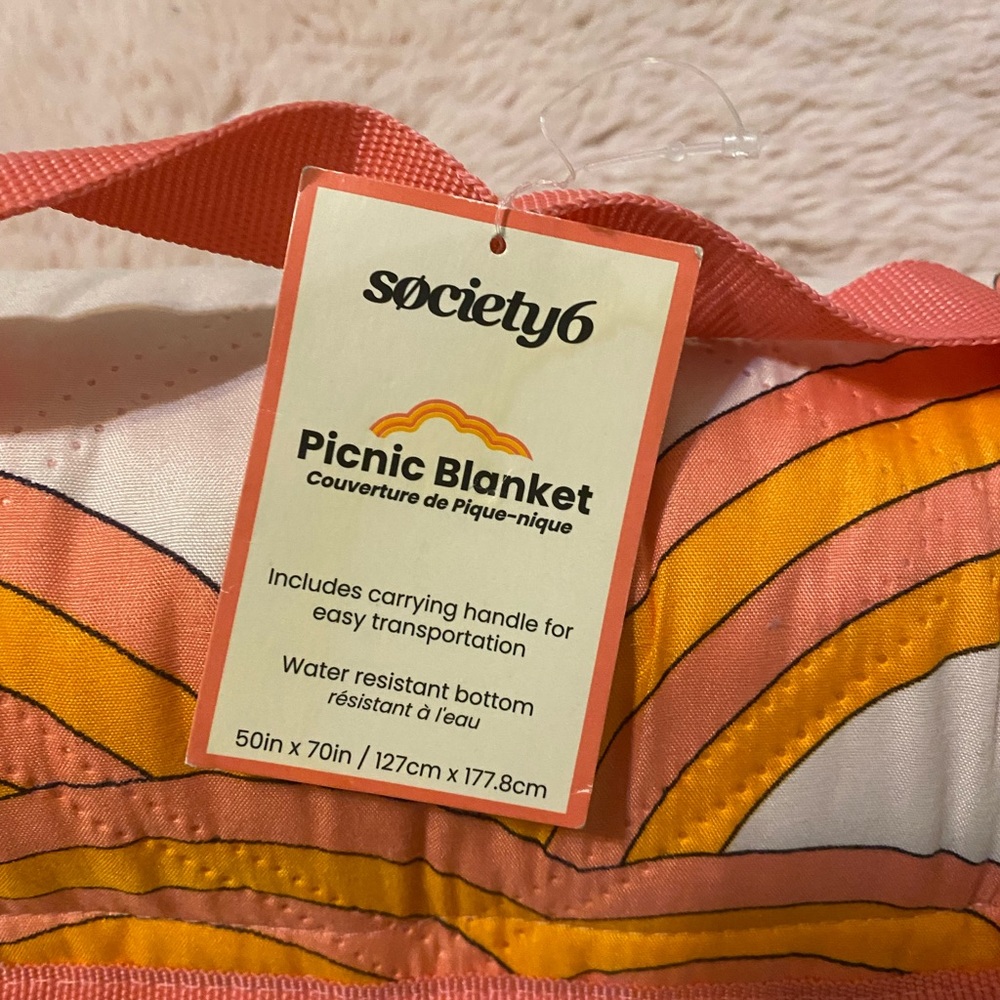 søciety6
Picnic Blanket
Couverture de Pique-nique
Includes carrying handle for
easy transportation
Water resistant bottom
résistant à l'eau
50in x 70in / 127cm x 177.8cm